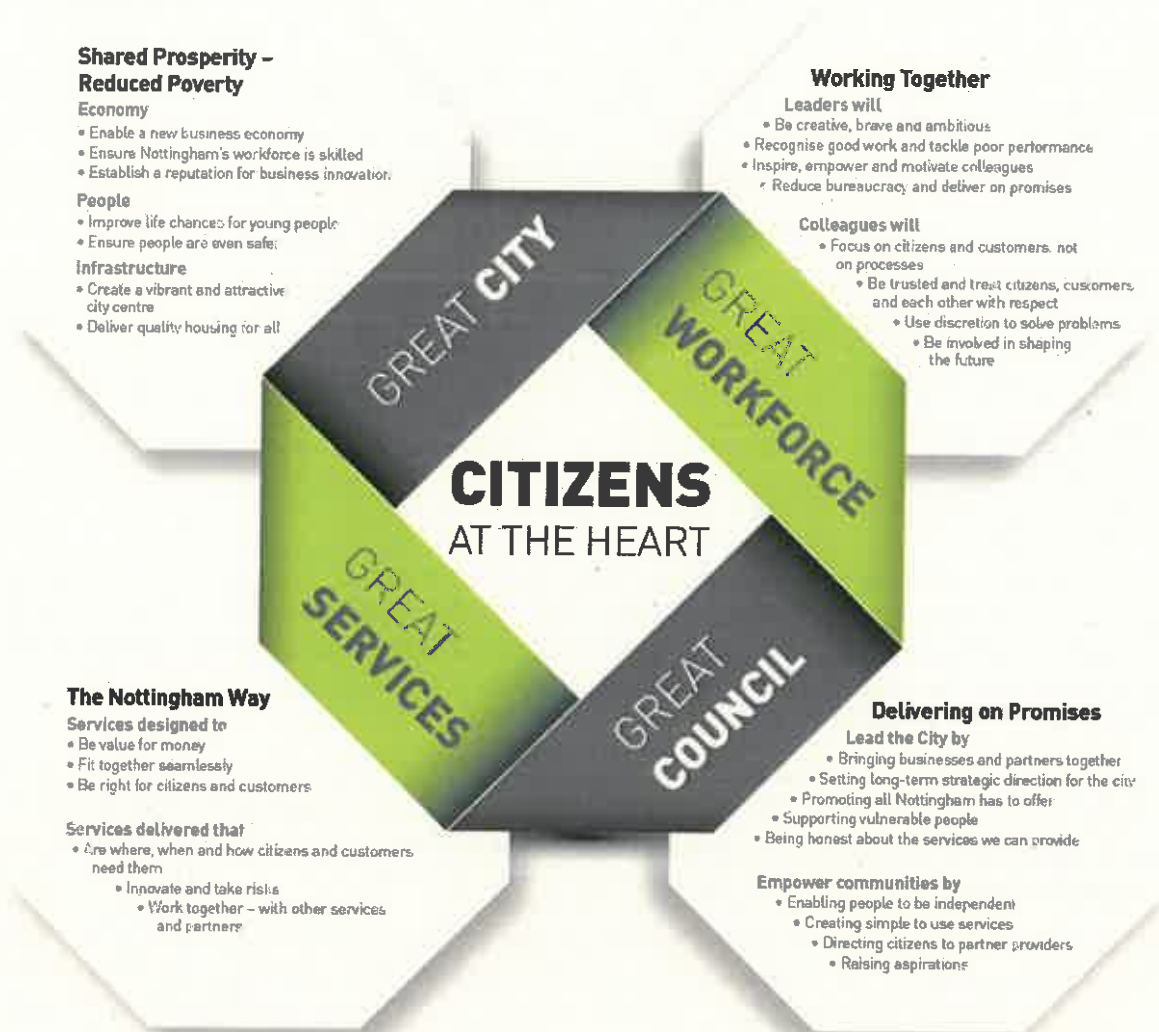 Shared Prosperity –
Reduced Poverty
Economy
• Enable a new business economy
• Ensure Nottingham's workforce is skilled
• Establish a reputation for business innovation
People
• Improve life chances for young people
• Ensure people are even safer
Infrastructure
• Create a vibrant and attractive
city centre
• Deliver quality housing for all
Working Together
Leaders will
• Be creative, brave and ambitious
• Recognise good work and tackle poor performance
• Inspire, empower and motivate colleagues
• Reduce bureaucracy and deliver on promises
Colleagues will
• Focus on citizens and customers, not
on processes
• Be trusted and treat citizens, customers
and each other with respect
• Use discretion to solve problems
• Be involved in shaping
the future
GREAT CITY
GREAT
WORKFORCE
CITIZENS
AT THE HEART
GREAT
SERVICES
GREAT
COUNCIL
The Nottingham Way
Services designed to
• Be value for money
• Fit together seamlessly
• Be right for citizens and customers
Services delivered that
• Are where, when and how citizens and customers
need them
• Innovate and take risks
• Work together – with other services
and partners
Delivering on Promises
Lead the City by
• Bringing businesses and partners together
• Setting long-term strategic direction for the city
• Promoting all Nottingham has to offer
• Supporting vulnerable people
• Being honest about the services we can provide
Empower communities by
• Enabling people to be independent
• Creating simple to use services
• Directing citizens to partner providers
• Raising aspirations